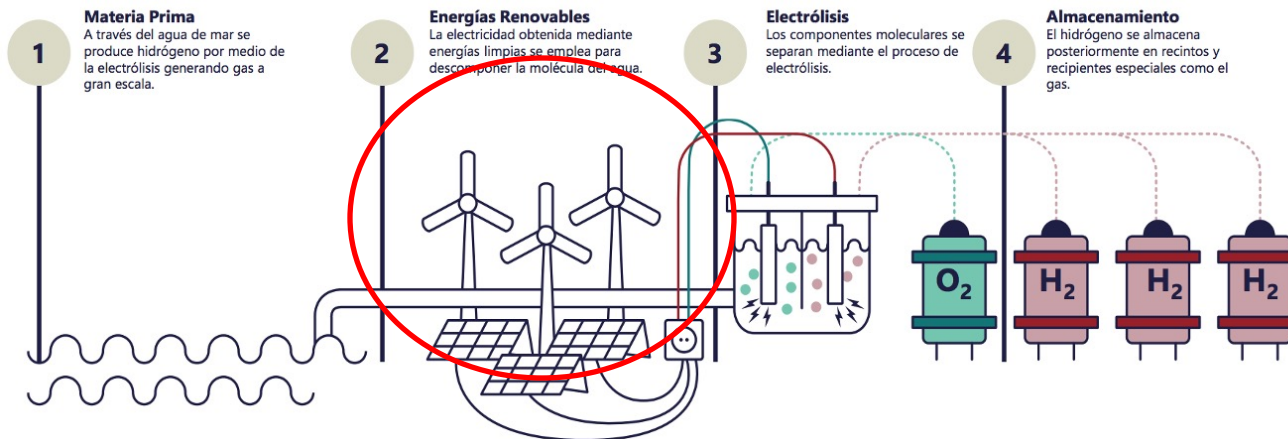 1
Materia Prima
A través del agua de mar se
produce hidrógeno por medio de
la electrólisis generando gas a
gran escala.
2
Energías Renovables
La electricidad obtenida mediante
energías limpias se emplea para
descomponer la molécula del agua.
3
Electrólisis
Los componentes moleculares se
separan mediante el proceso de
electrólisis.
4
Almacenamiento
El hidrógeno se almacena
posteriormente en recintos y
recipientes especiales como el
gas.
O₂
H₂
H₂
H₂